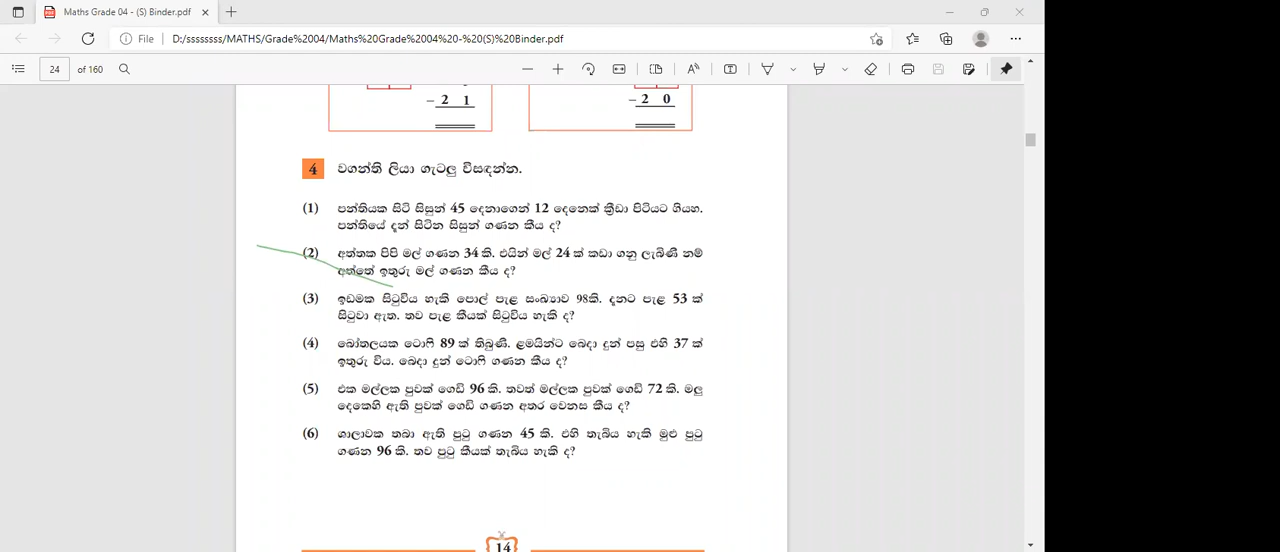 Maths Grade 04 - (S) Binder.pdf
File
D:/ssssssss/MATHS/Grade%2004/Maths%20Grade%2004%20-%20(S)%20Binder.pdf
24 of 160
− 2 1
− 2 0
4 වගන්ති ලියා ගැටලු විසඳන්න.
(1) පන්තියක සිටි සිසුන් 45 දෙනාගෙන් 12 දෙනෙක් ක්‍රීඩා පිටියට ගියහ.
පන්තියේ දැන් සිටින සිසුන් ගණන කීය ද?
(2) අත්තක පිපි මල් ගණන 34 කි. එයින් මල් 24 ක් කඩා ගනු ලැබිණි නම්
අත්තේ ඉතුරු මල් ගණන කීය ද?
(3) ඉඩමක සිටුවිය හැකි පොල් පැළ සංඛ්‍යාව 98කි. දැනට පැළ 53 ක්
සිටුවා ඇත. තව පැළ කීයක් සිටුවිය හැකි ද?
(4) බෝතලයක ටොෆි 89 ක් තිබුණි. ළමයින්ට බෙදා දුන් පසු එහි 37 ක්
ඉතුරු විය. බෙදා දුන් ටොෆි ගණන කීය ද?
(5) එක මල්ලක පුවක් ගෙඩි 96 කි. තවත් මල්ලක පුවක් ගෙඩි 72 කි. මලු
දෙකෙහි ඇති පුවක් ගෙඩි ගණන අතර වෙනස කීය ද?
(6) ශාලාවක තබා ඇති පුටු ගණන 45 කි. එහි තැබිය හැකි මුළු පුටු
ගණන 96 කි. තව පුටු කීයක් තැබිය හැකි ද?
14